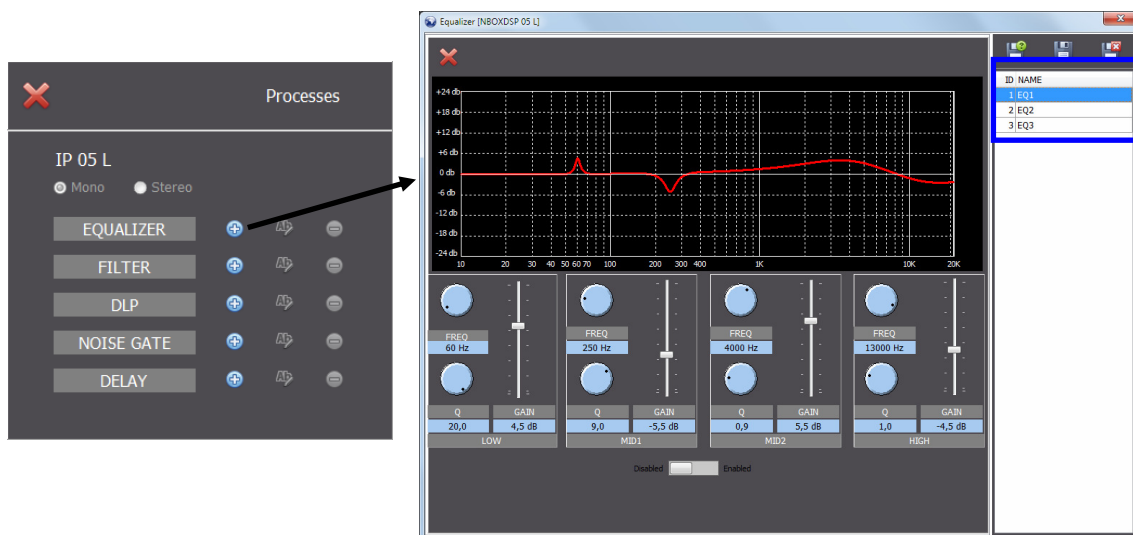 Processes
IP 05 L
Mono Stereo
EQUALIZER
FILTER
DLP
NOISE GATE
DELAY
Equalizer [NBOXDSP 05 L]
+24 db
+18 db
+12 db
+6 db
0 db
-6 db
-12 db
-18 db
-24 db
10 20 30 40 50 60 70 100 200 300 400 1K 10K 20K
FREQ FREQ FREQ FREQ
60 Hz 250 Hz 4000 Hz 13000 Hz
Q GAIN Q GAIN Q GAIN Q GAIN
20,0 4,5 dB 9,0 -5,5 dB 0,9 5,5 dB 1,0 -4,5 dB
LOW MID1 MID2 HIGH
Disabled Enabled
ID NAME
1 EQ1
2 EQ2
3 EQ3